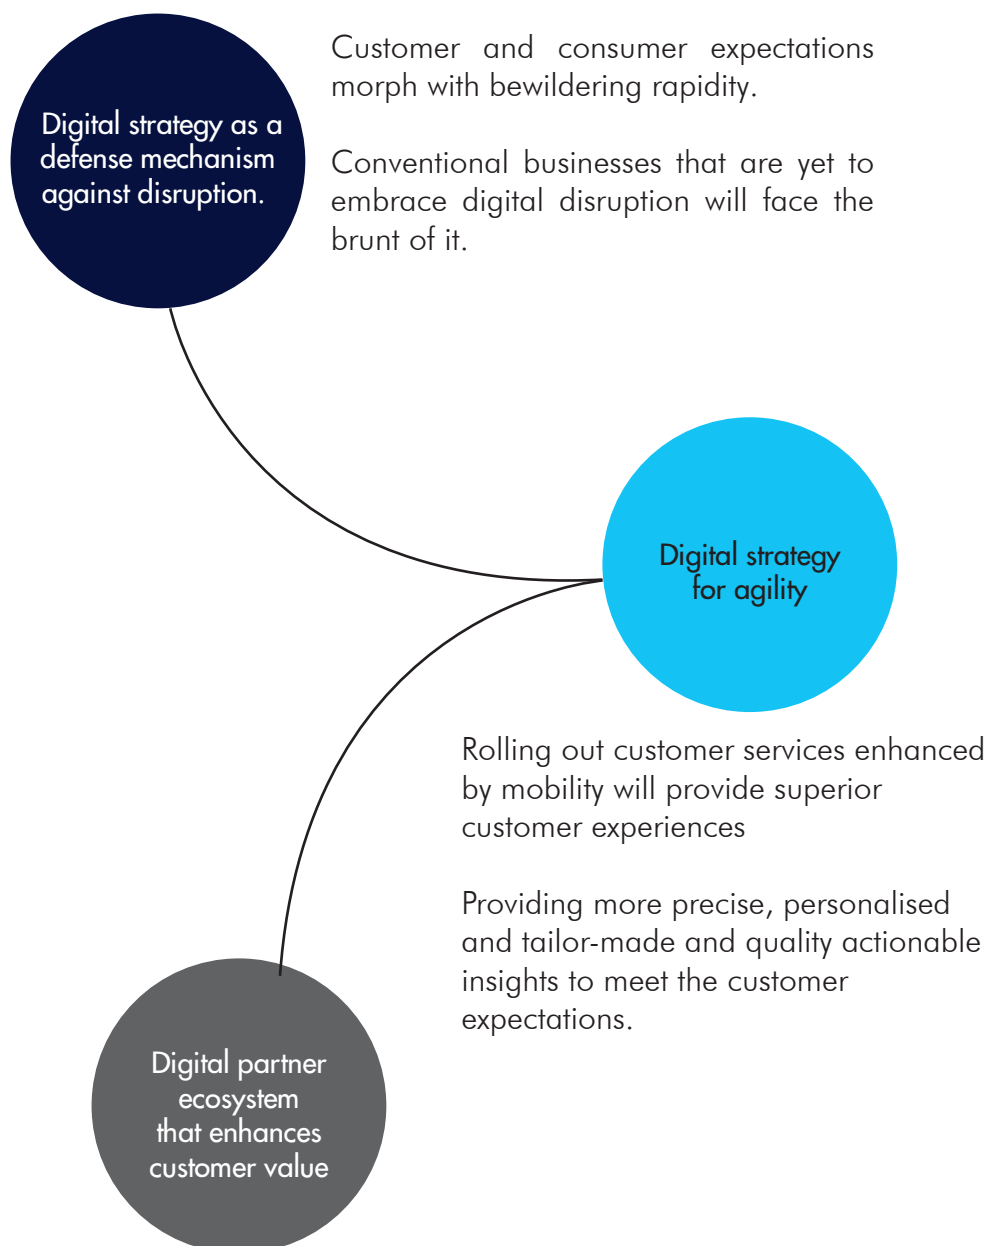 Digital strategy as a
defense mechanism
against disruption.
Customer and consumer expectations
morph with bewildering rapidity.
Conventional businesses that are yet to
embrace digital disruption will face the
brunt of it.
Digital strategy
for agility
Rolling out customer services enhanced
by mobility will provide superior
customer experiences
Providing more precise, personalised
and tailor-made and quality actionable
insights to meet the customer
expectations.
Digital partner
ecosystem
that enhances
customer value